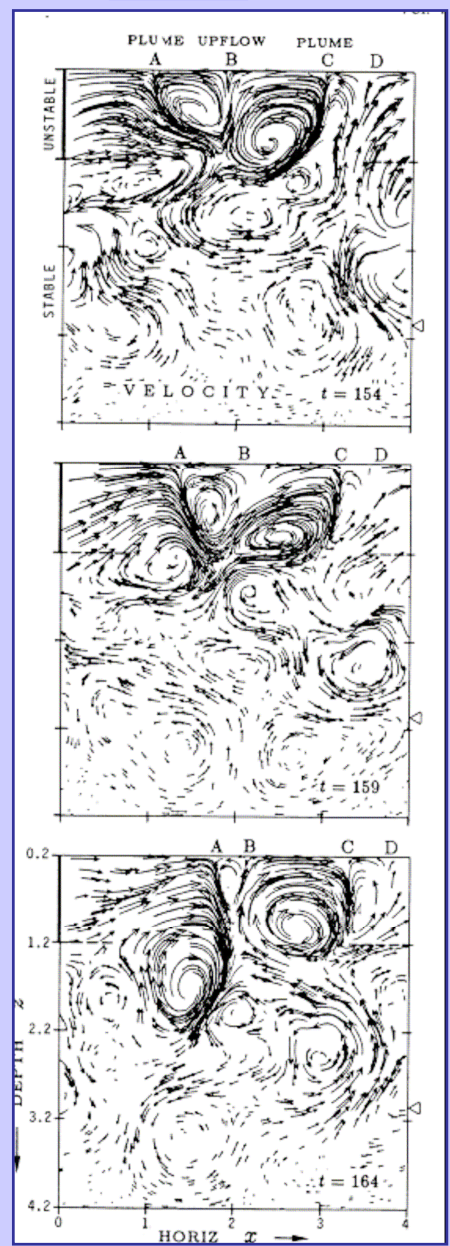 PLUME UPFLOW PLUME
A B C D
UNSTABLE
STABLE
VELOCITY t = 154
A B C D
t = 159
A B C D
0.2
1.2
2.2
3.2
4.2
DEPTH z
t = 164
0 1 2 3 4
HORIZ x